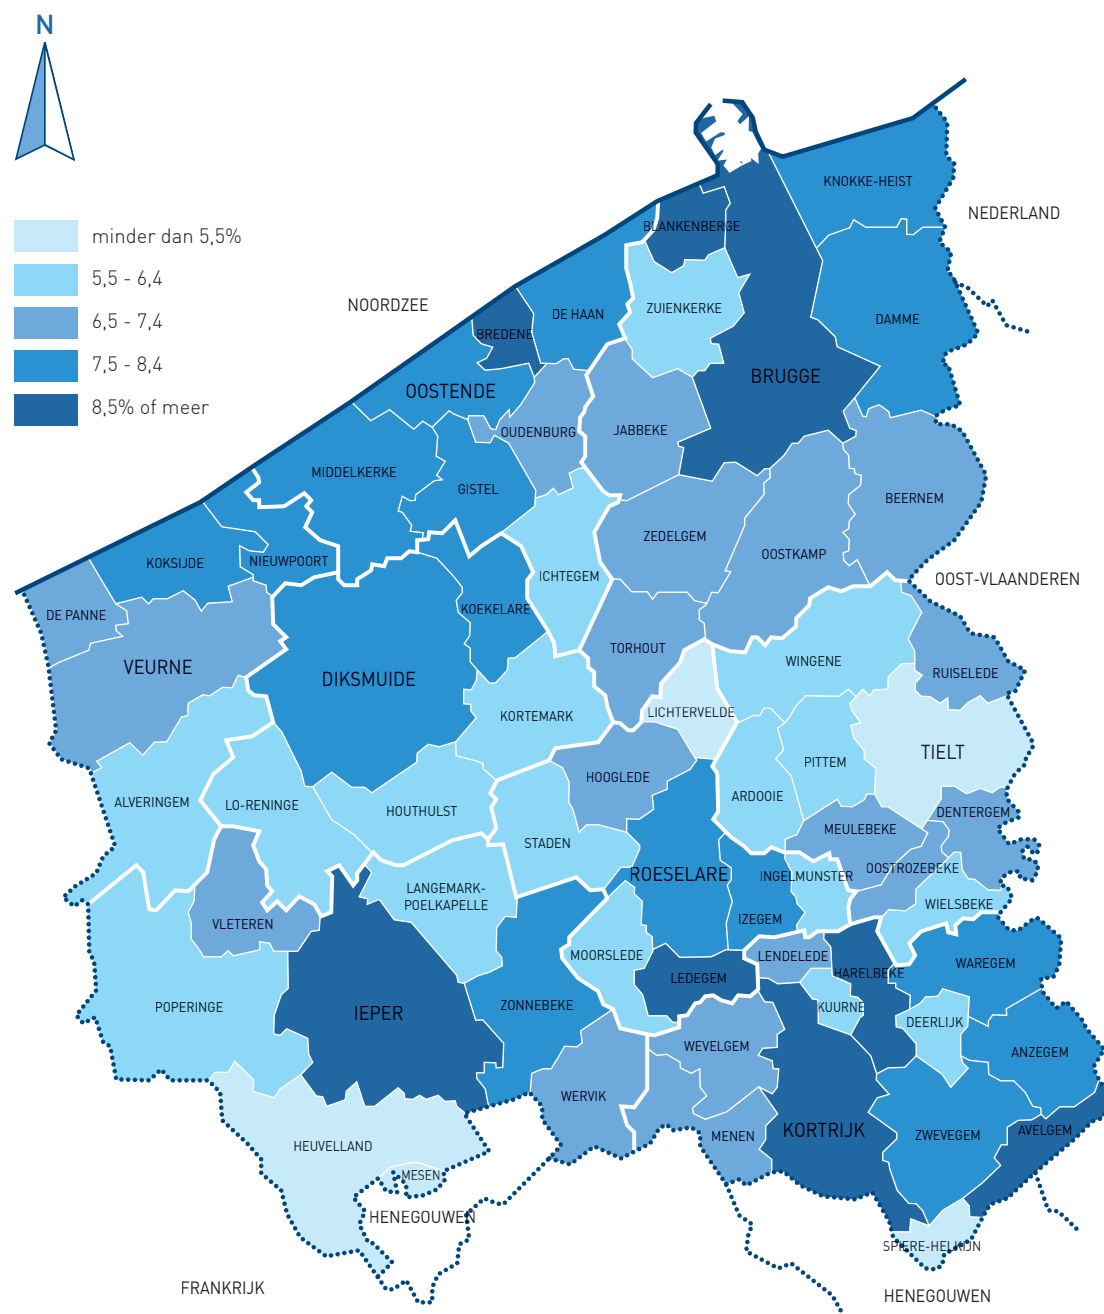 N
KNOKKE-HEIST
NEDERLAND
BLANKENBERGE
minder dan 5,5%
5,5 - 6,4
6,5 - 7,4
7,5 - 8,4
8,5% of meer
NOORDZEE
ZUIENKERKE
DE HAAN
DAMME
BREDENE
BRUGGE
OOSTENDE
OUDENBURG
JABBEKE
MIDDELKERKE
GISTEL
BEERNEM
ZEDELGEM
OOSTKAMP
KOKSIJDE
NIEUWPOORT
ICHTEGEM
OOST-VLAANDEREN
DE PANNE
KOEKELARE
VEURNE
DIKSMUIDE
TORHOUT
WINGENE
RUISELEDE
KORTEMARK
LICHTERVELDE
TIELT
PITTEM
HOOGLEDE
ALVERINGEM
LO-RENINGE
HOUTHULST
ARDOOIE
DENTERGEM
MEULEBEKE
STADEN
ROESELARE
INGELMUNSTER
OOSTROZEBEKE
LANGEMARK-
POELKAPELLE
WIELSBEKE
VLETEREN
IZEGEM
MOORSLEDE
LENDELEDE
WAREGEM
LEDEGEM
HARELBEKE
POPERINGE
IEPER
ZONNEBEKE
KUURNE
DEERLIJK
WEVELGEM
ANZEGEM
WERVIK
MENEN
KORTRIJK
ZWEVEGEM
AVELGEM
HEUVELLAND
MESEN
HENEGOUWEN
SPIERE-HELKIJN
FRANKRIJK
HENEGOUWEN